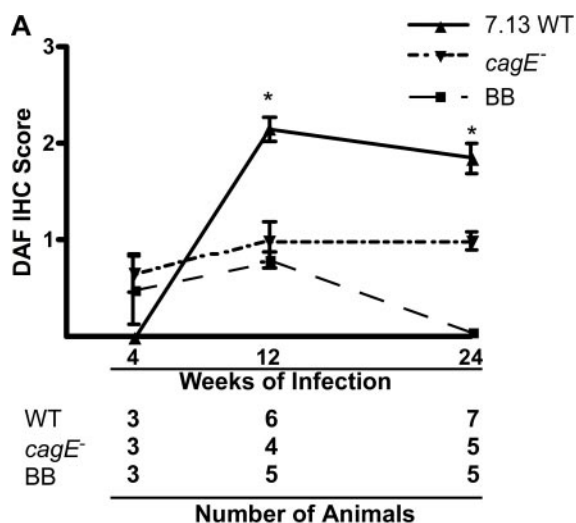 A
7.13 WT
cagE-
BB
3
2
1
DAF IHC Score
*
*
4 12 24
Weeks of Infection
WT 3 6 7
cagE- 3 4 5
BB 3 5 5
Number of Animals